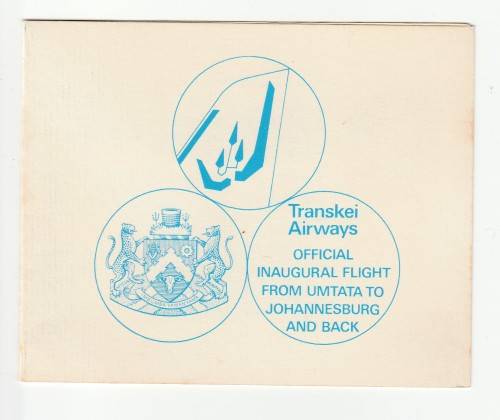 Transkei
Airways
OFFICIAL
INAUGURAL FLIGHT
FROM UMTATA TO
JOHANNESBURG
AND BACK